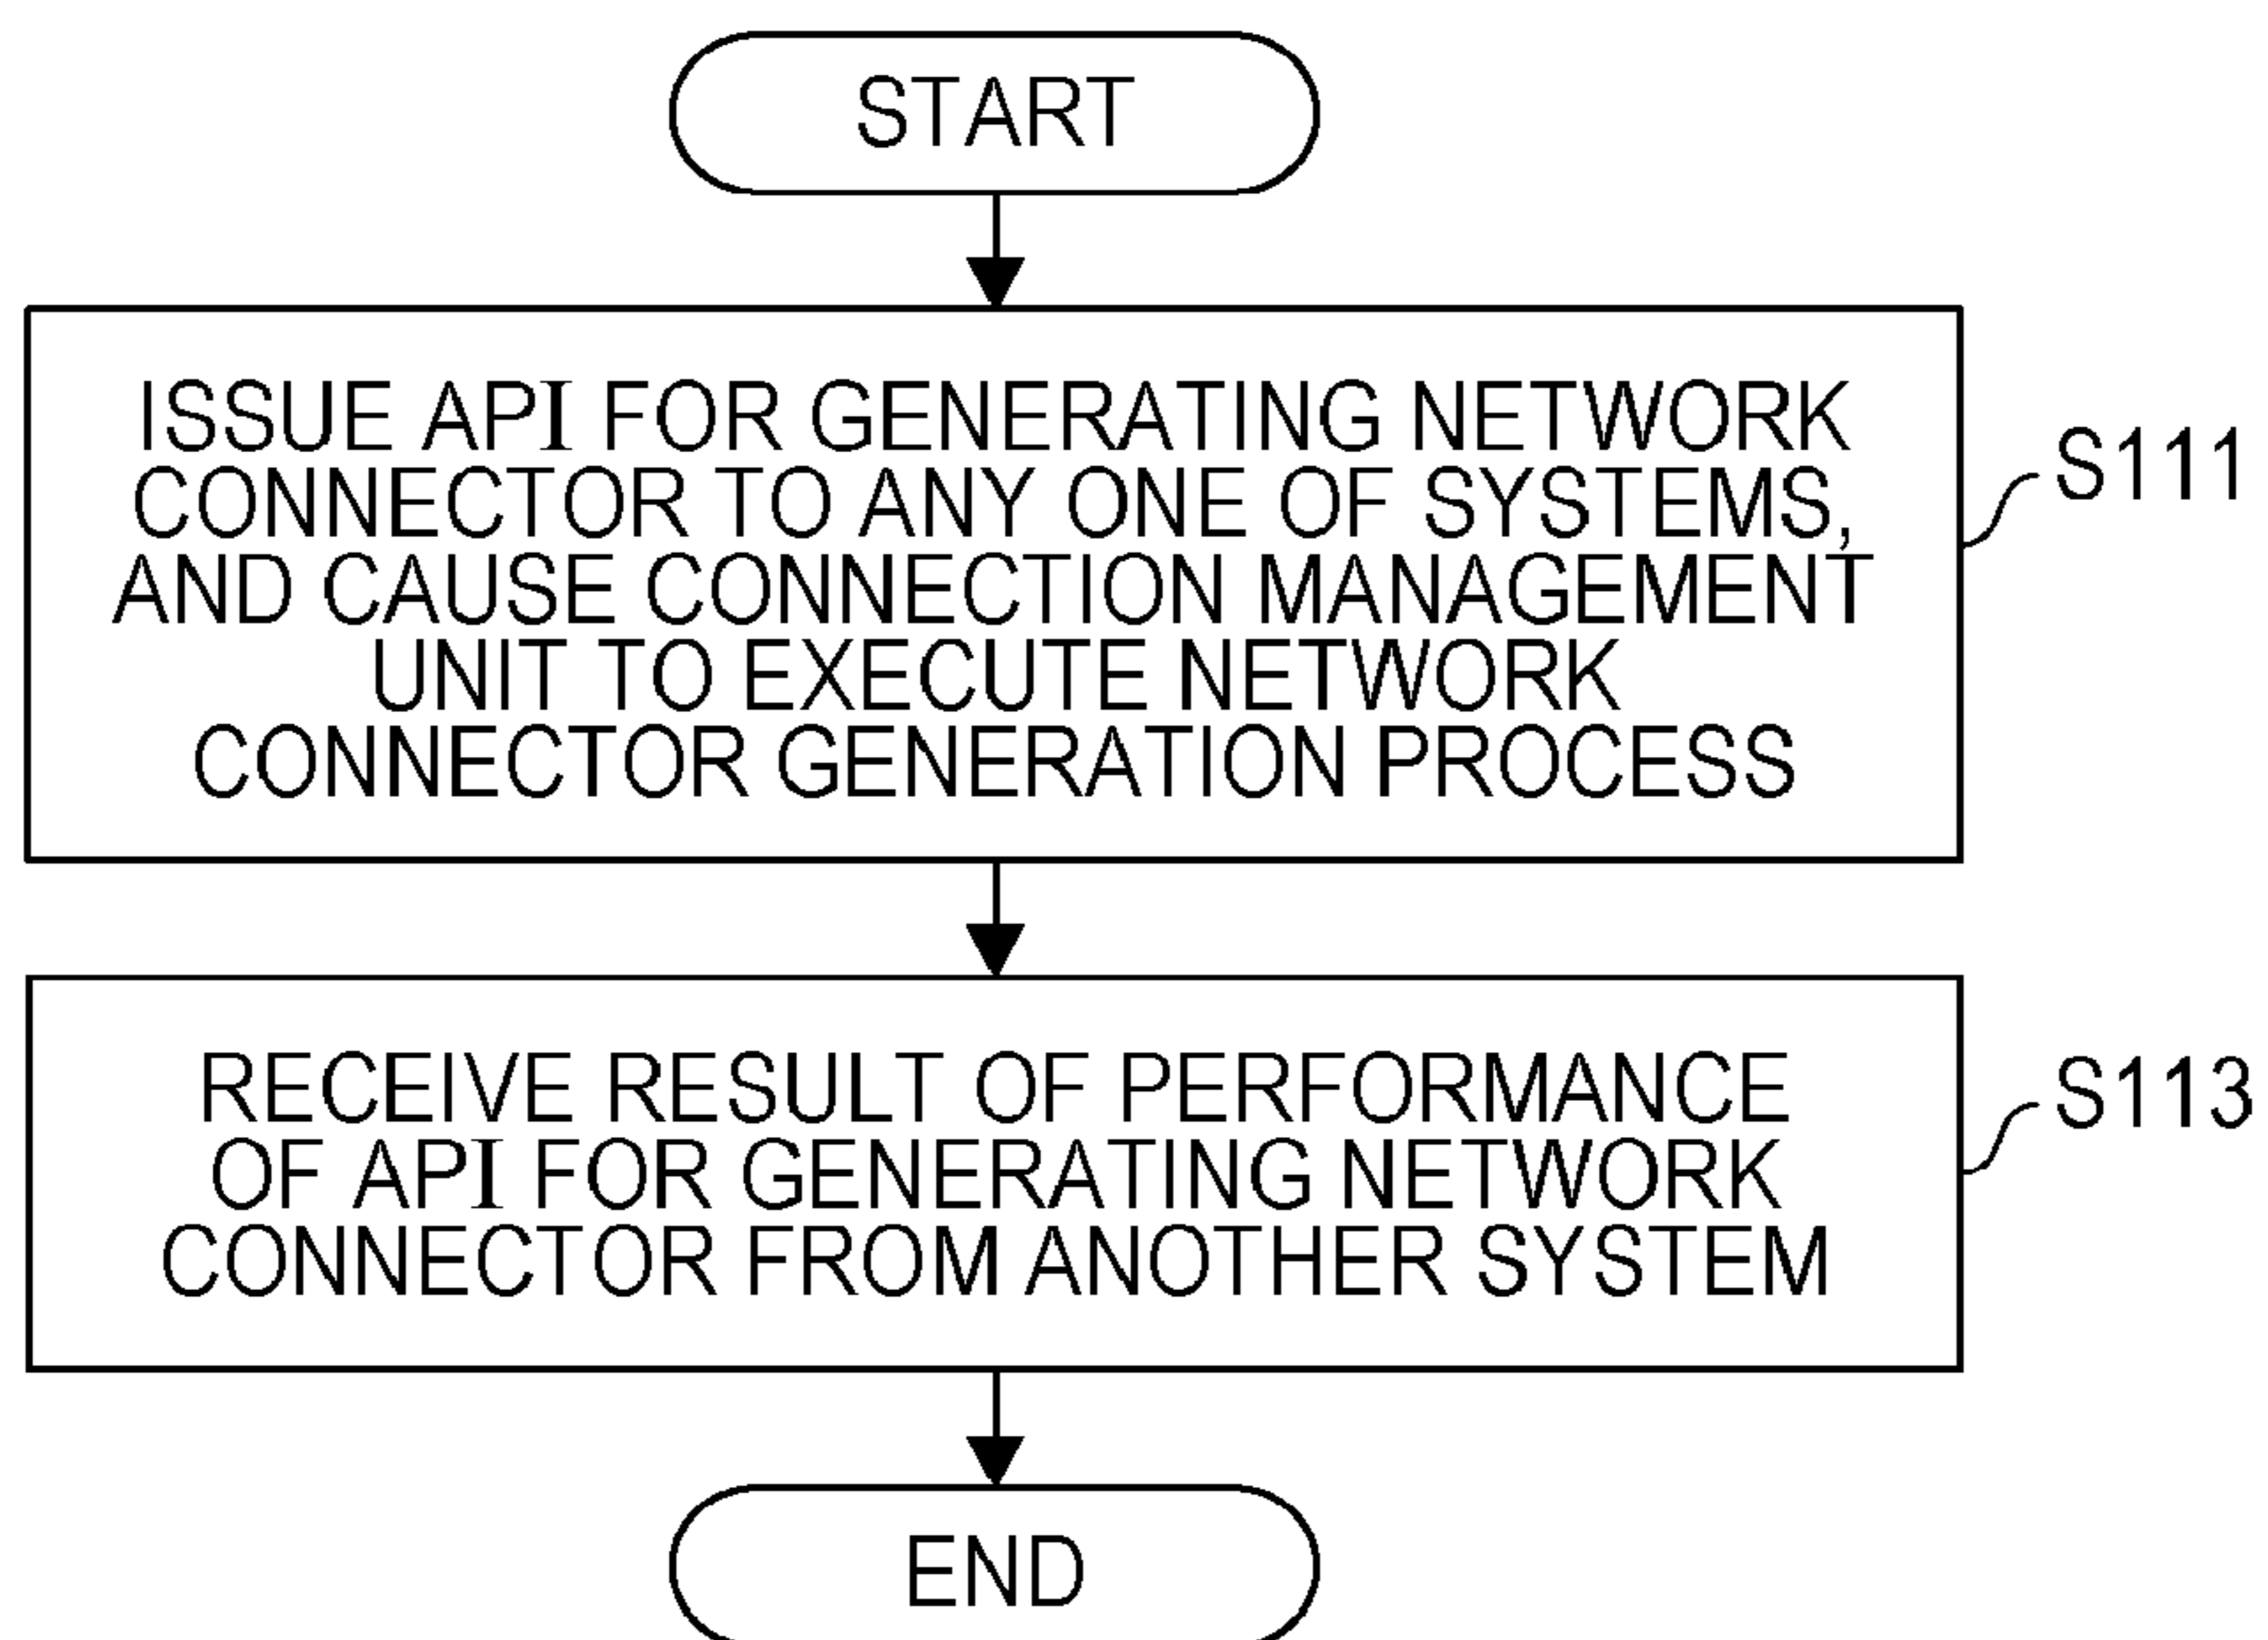 START
ISSUE API FOR GENERATING NETWORK
CONNECTOR TO ANY ONE OF SYSTEMS,
AND CAUSE CONNECTION MANAGEMENT
UNIT TO EXECUTE NETWORK
CONNECTOR GENERATION PROCESS
S111
RECEIVE RESULT OF PERFORMANCE
OF API FOR GENERATING NETWORK
CONNECTOR FROM ANOTHER SYSTEM
S113
END